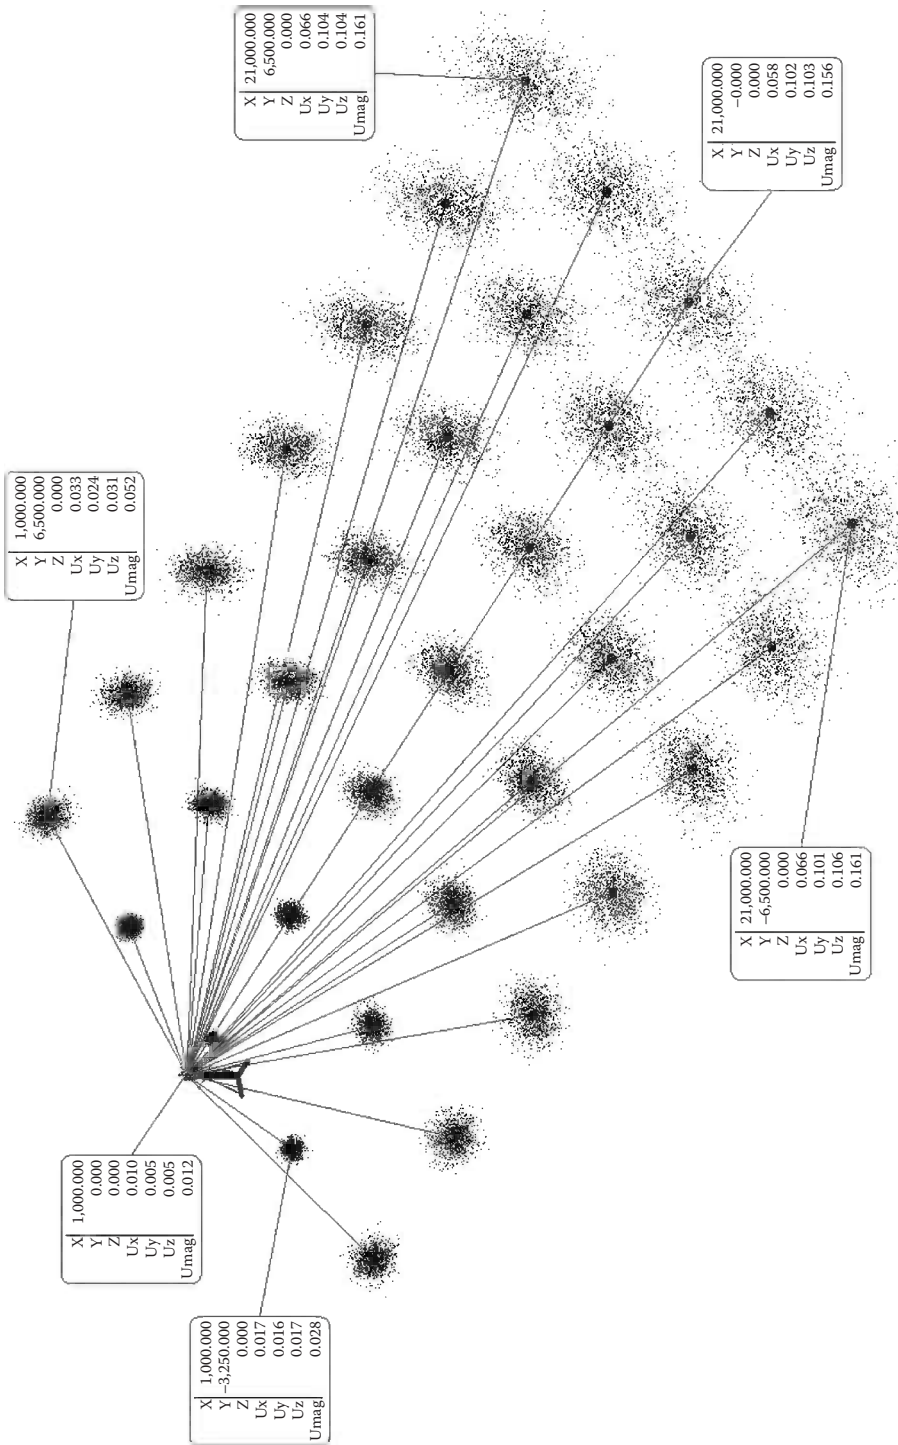 X 21,000.000
Y 6,500.000
Z 0.000
Ux 0.066
Uy 0.104
Uz 0.104
Umag 0.161
X 21,000.000
Y −0.000
Z 0.000
Ux 0.058
Uy 0.102
Uz 0.103
Umag 0.156
X 1,000.000
Y 6,500.000
Z 0.000
Ux 0.033
Uy 0.024
Uz 0.031
Umag 0.052
X 21,000.000
Y −6,500.000
Z 0.000
Ux 0.066
Uy 0.101
Uz 0.106
Umag 0.161
X 1,000.000
Y 0.000
Z 0.000
Ux 0.010
Uy 0.005
Uz 0.005
Umag 0.012
X 1,000.000
Y −3,250.000
Z 0.000
Ux 0.017
Uy 0.016
Uz 0.017
Umag 0.028